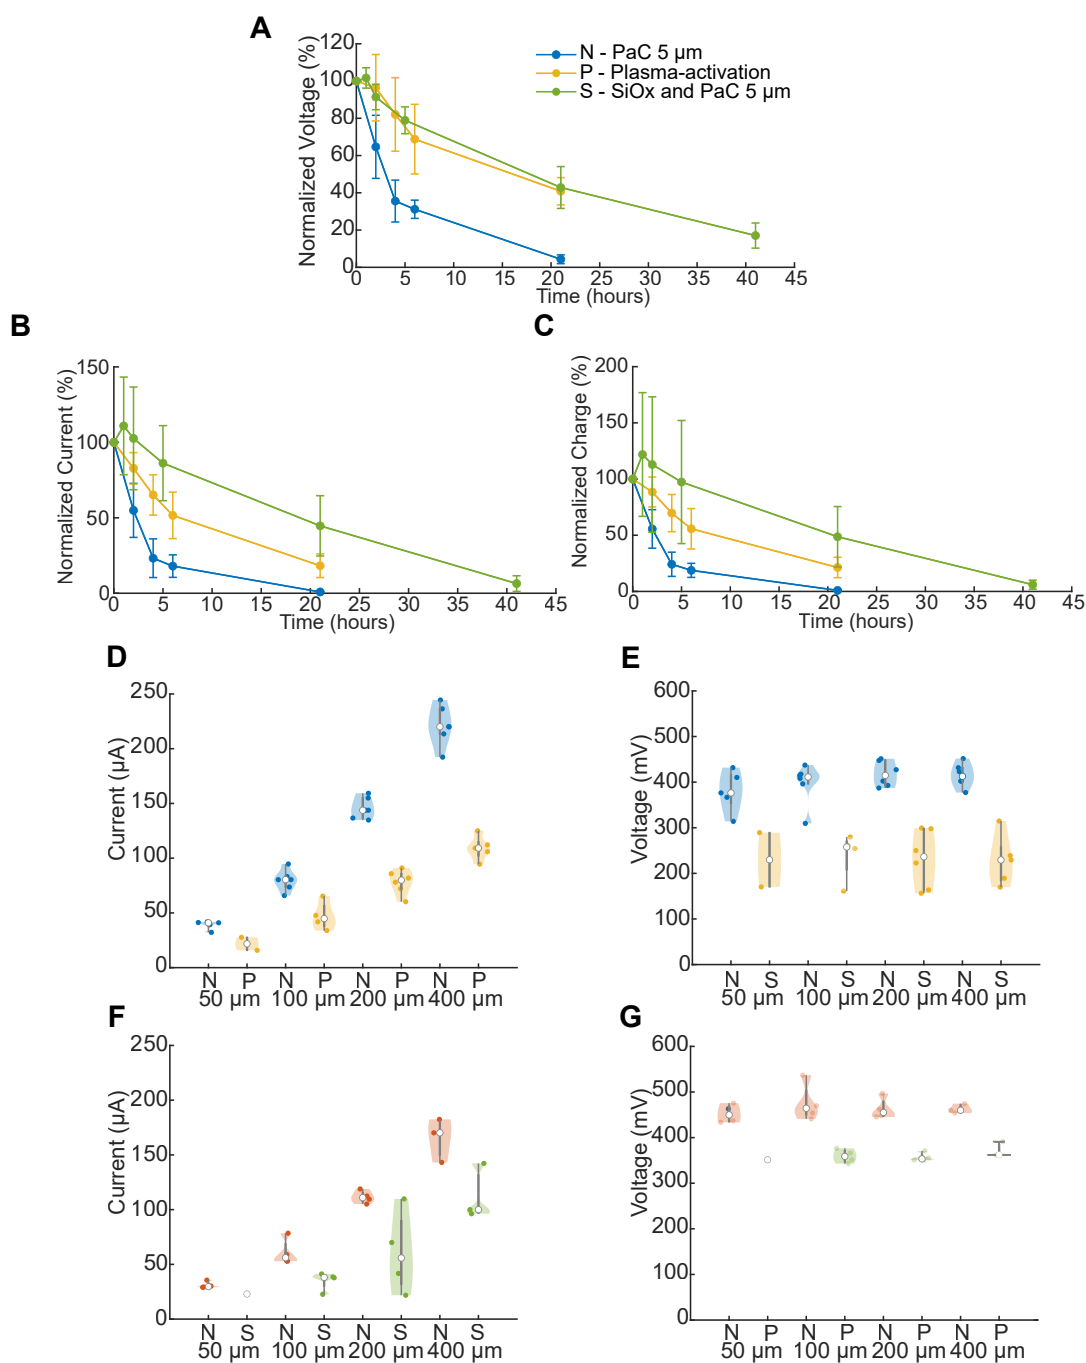 A
N - PaC 5 µm
P - Plasma-activation
S - SiOx and PaC 5 µm
Normalized Voltage (%)
120
100
80
60
40
20
0
0 5 10 15 20 25 30 35 40 45
Time (hours)
B
Normalized Current (%)
150
100
50
0
0 5 10 15 20 25 30 35 40 45
Time (hours)
C
Normalized Charge (%)
200
150
100
50
0
0 5 10 15 20 25 30 35 40 45
Time (hours)
D
Current (µA)
250
200
150
100
50
0
N P N P N P N P
50 µm 100 µm 200 µm 400 µm
E
Voltage (mV)
600
500
400
300
200
100
0
N S N S N S N S
50 µm 100 µm 200 µm 400 µm
F
Current (µA)
250
200
150
100
50
0
N S N S N S N S
50 µm 100 µm 200 µm 400 µm
G
Voltage (mV)
600
500
400
300
200
100
0
N P N P N P N P
50 µm 100 µm 200 µm 400 µm